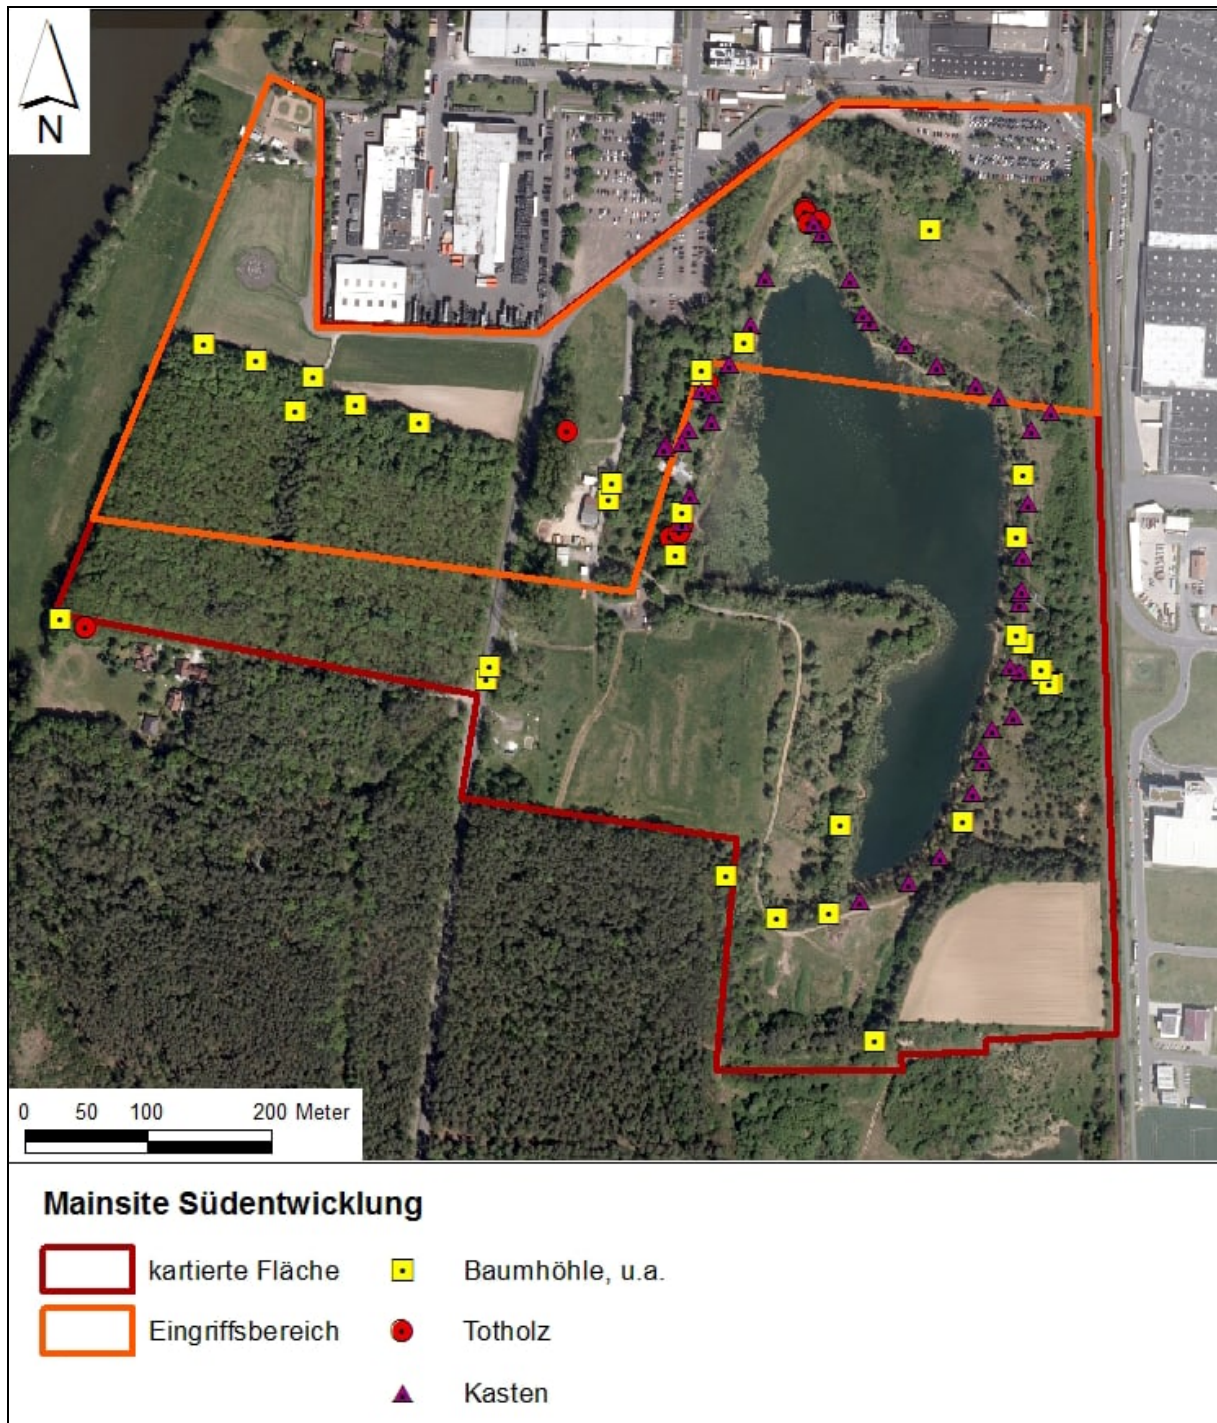 N
0 50 100 200 Meter
Mainsite Südentwicklung
kartierte Fläche
Baumhöhle, u.a.
Eingriffsbereich
Totholz
Kasten